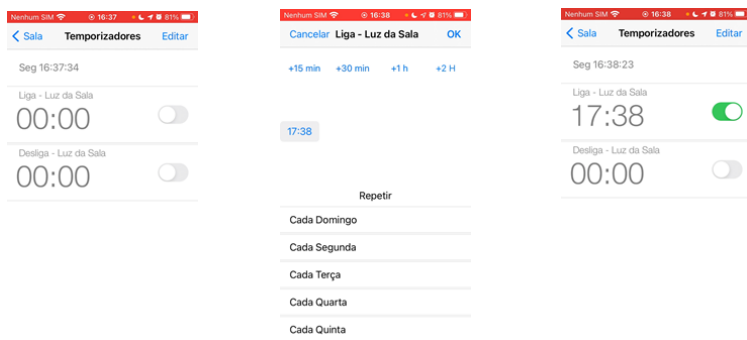 Nenhum SIM 16:37 81%
Sala Temporizadores Editar
Seg 16:37:34
Liga - Luz da Sala
00:00
Desliga - Luz da Sala
00:00
Nenhum SIM 16:38 81%
Cancelar Liga - Luz da Sala OK
+15 min +30 min +1 h +2 H
17:38
Repetir
Cada Domingo
Cada Segunda
Cada Terça
Cada Quarta
Cada Quinta
Nenhum SIM 16:38 81%
Sala Temporizadores Editar
Seg 16:38:23
Liga - Luz da Sala
17:38
Desliga - Luz da Sala
00:00